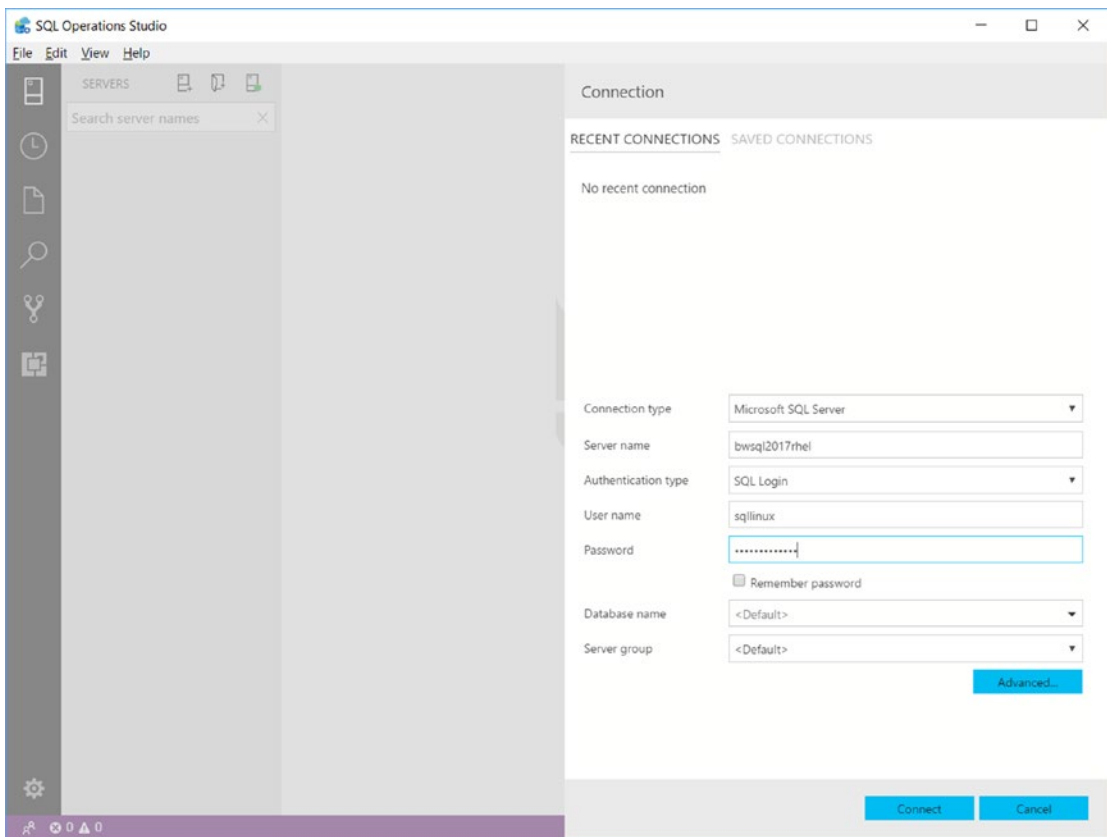 SQL Operations Studio
File Edit View Help
SERVERS
Search server names
Connection
RECENT CONNECTIONS SAVED CONNECTIONS
No recent connection
Connection type Microsoft SQL Server
Server name bwsql2017rhel
Authentication type SQL Login
User name sqllinux
Password •••••••••••••
Remember password
Database name <Default>
Server group <Default>
Advanced...
Connect Cancel
0 0